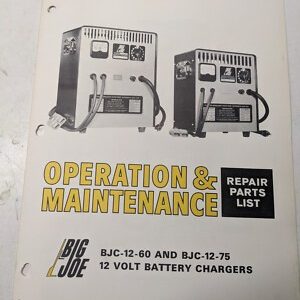 OPERATION &
MAINTENANCE
REPAIR
PARTS
LIST
BIG
JOE
BJC-12-60 AND BJC-12-75
12 VOLT BATTERY CHARGERS